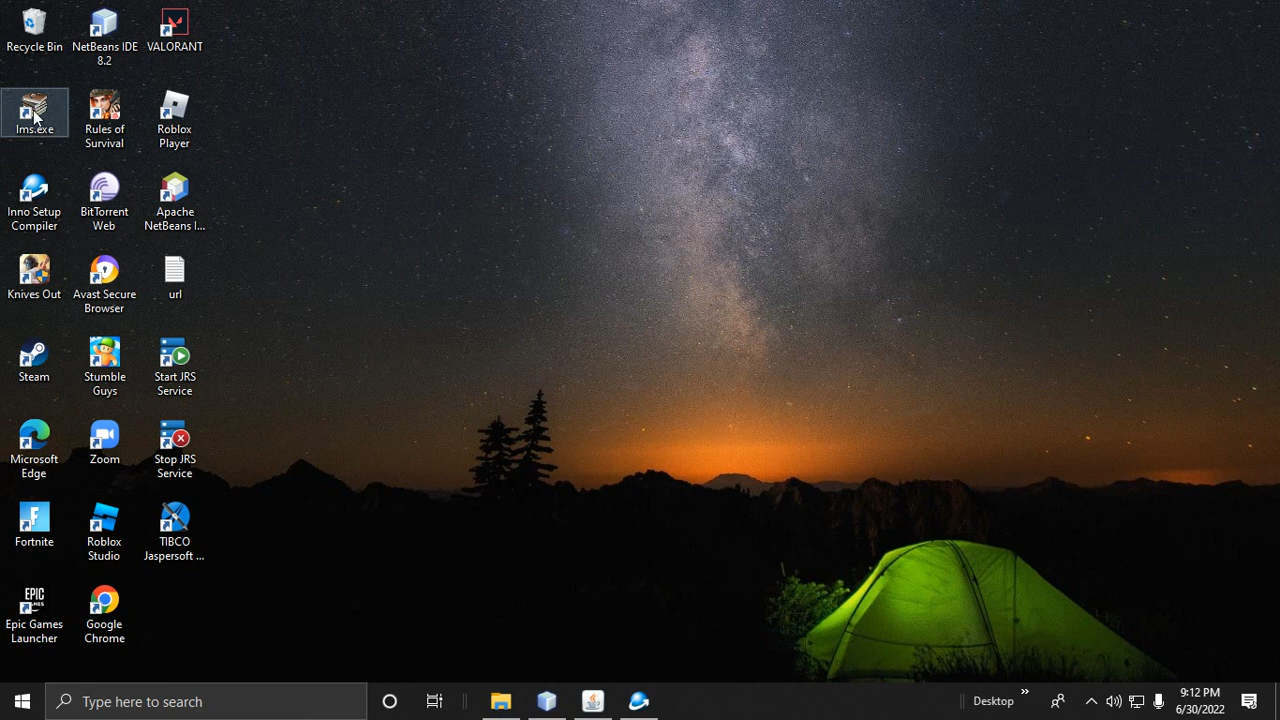 Recycle Bin
NetBeans IDE
8.2
VALORANT
lms.exe
Rules of
Survival
Roblox
Player
Inno Setup
Compiler
BitTorrent
Web
Apache
NetBeans I...
Knives Out
Avast Secure
Browser
url
Steam
Stumble
Guys
Start JRS
Service
Microsoft
Edge
Zoom
Stop JRS
Service
Fortnite
Roblox
Studio
TIBCO
Jaspersoft ...
EPIC
GAMES
Epic Games
Launcher
Google
Chrome
Type here to search
Desktop
9:12 PM
6/30/2022